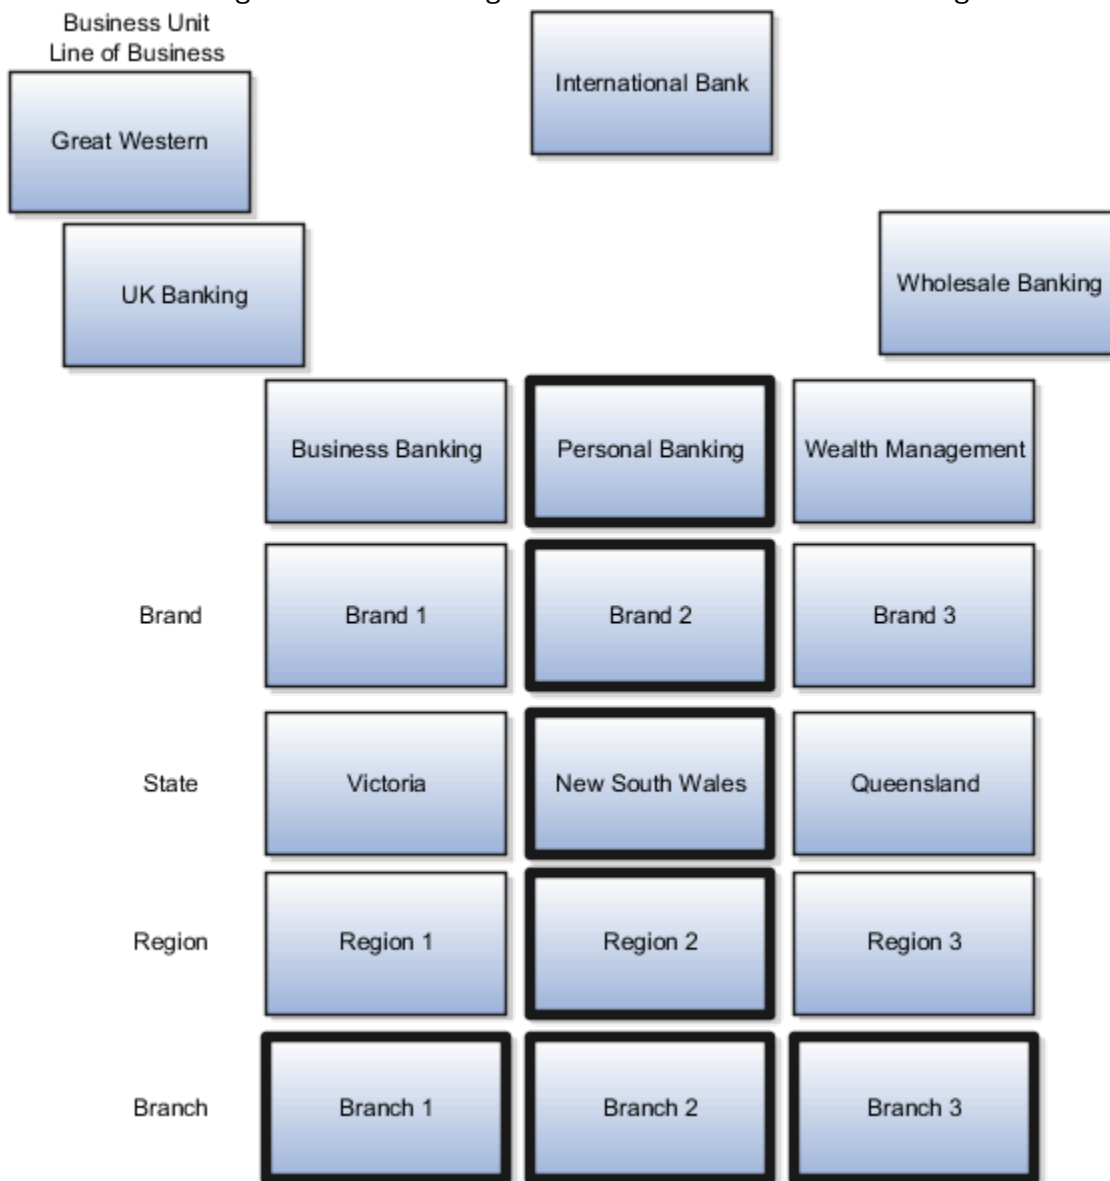 Business Unit
Line of Business
International Bank
Great Western
UK Banking
Wholesale Banking
Business Banking
Personal Banking
Wealth Management
Brand
Brand 1
Brand 2
Brand 3
State
Victoria
New South Wales
Queensland
Region
Region 1
Region 2
Region 3
Branch
Branch 1
Branch 2
Branch 3